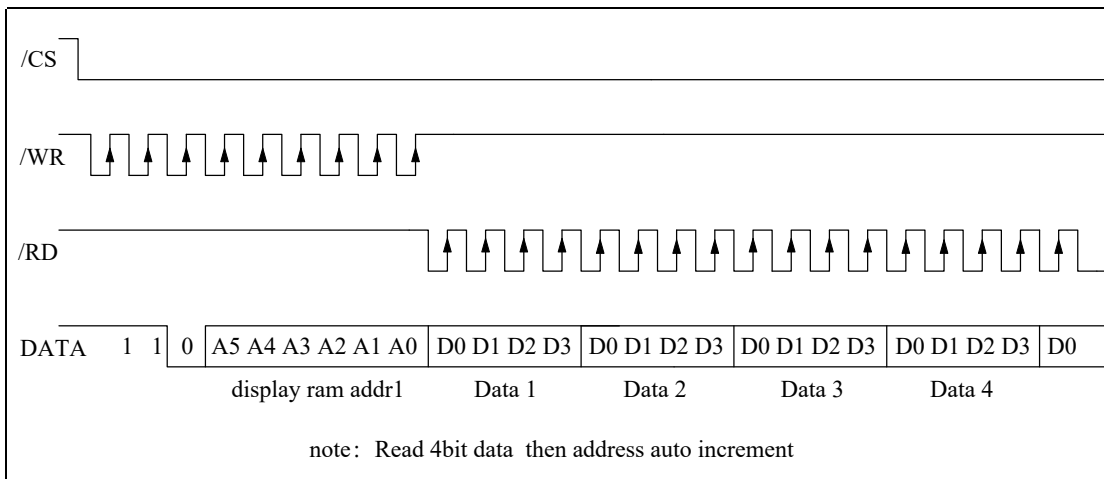 /CS
/WR
/RD
DATA 1 1 0 A5 A4 A3 A2 A1 A0 D0 D1 D2 D3 D0 D1 D2 D3 D0 D1 D2 D3 D0 D1 D2 D3 D0
display ram addr1 Data 1 Data 2 Data 3 Data 4
note： Read 4bit data then address auto increment